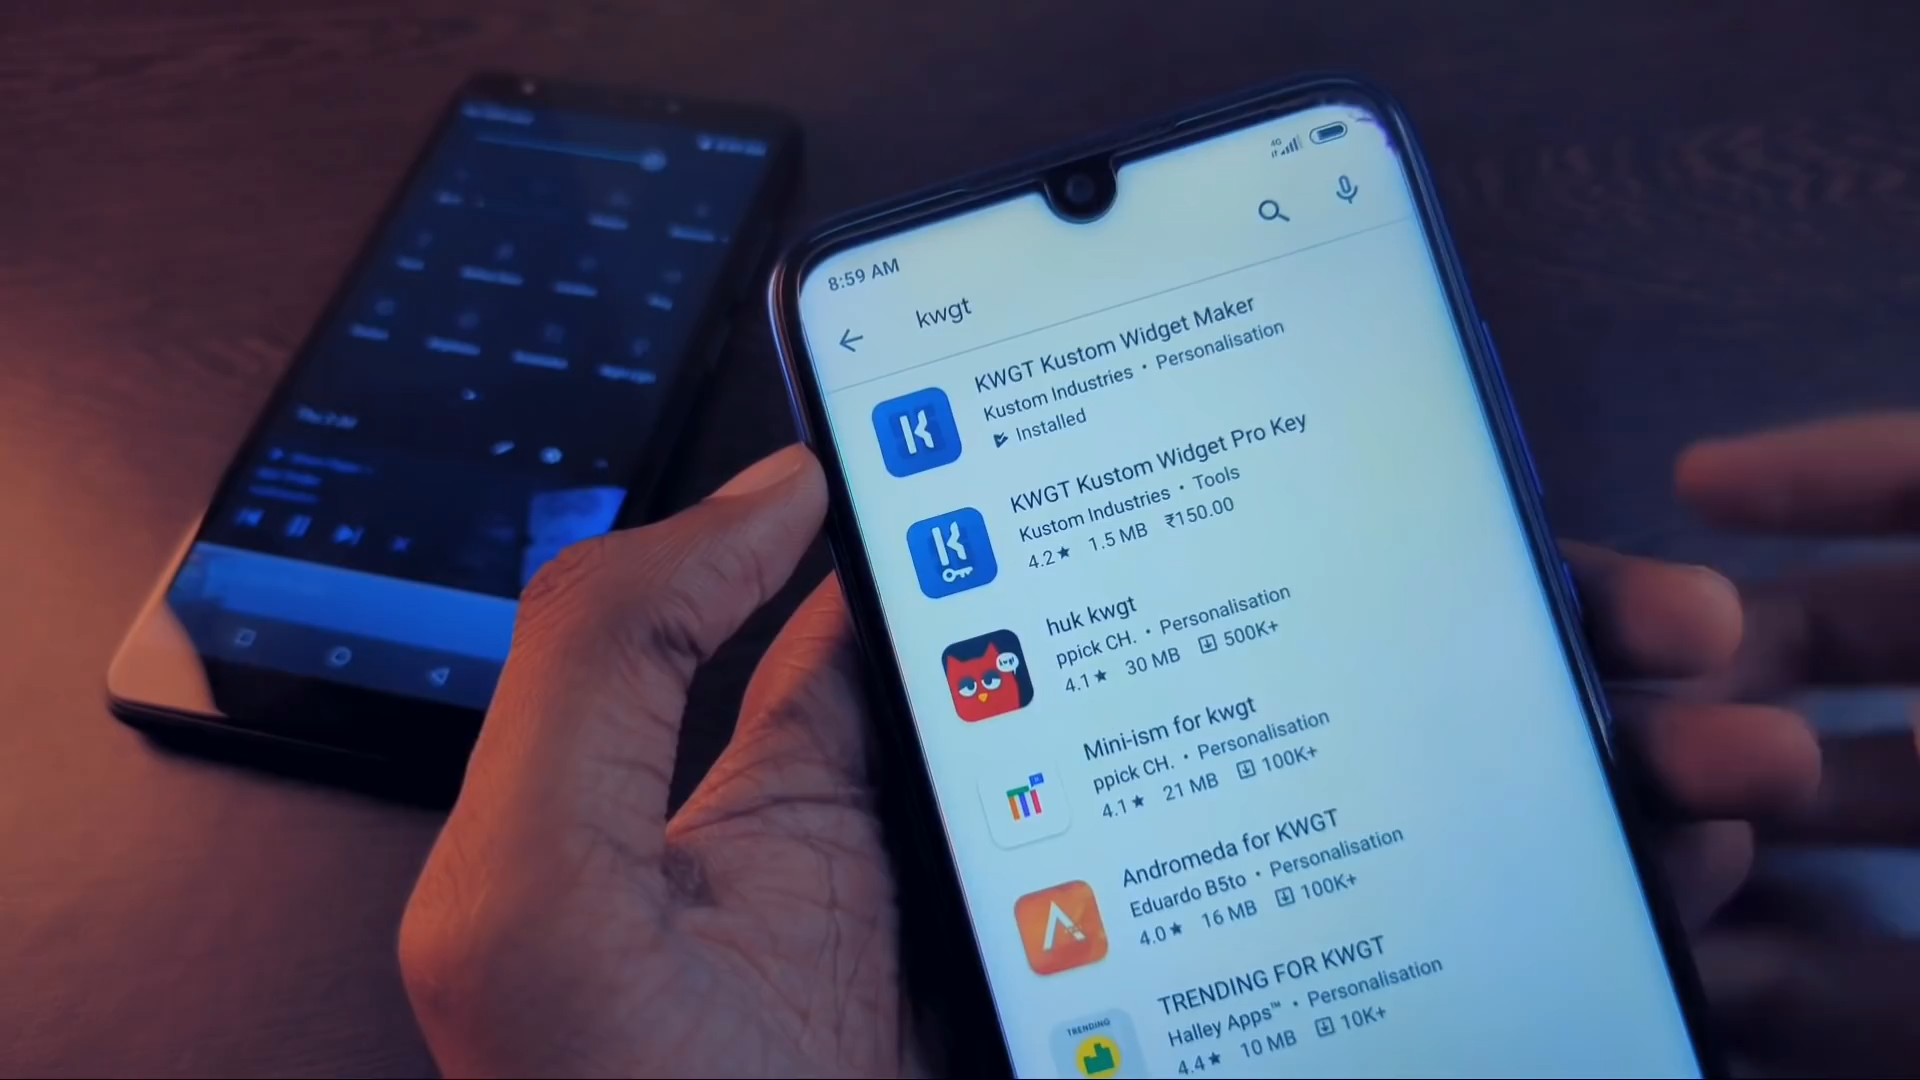 8:59 AM
4G
kwgt
KWGT Kustom Widget Maker
Kustom Industries • Personalisation
Installed
KWGT Kustom Widget Pro Key
Kustom Industries • Tools
4.2★ 1.5 MB ₹150.00
huk kwgt
ppick CH. • Personalisation
4.1★ 30 MB 500K+
Mini-ism for kwgt
ppick CH. • Personalisation
4.1★ 21 MB 100K+
Andromeda for KWGT
Eduardo B5to • Personalisation
4.0★ 16 MB 100K+
TRENDING FOR KWGT
Halley Apps™ • Personalisation
4.4★ 10 MB 10K+
TRENDING